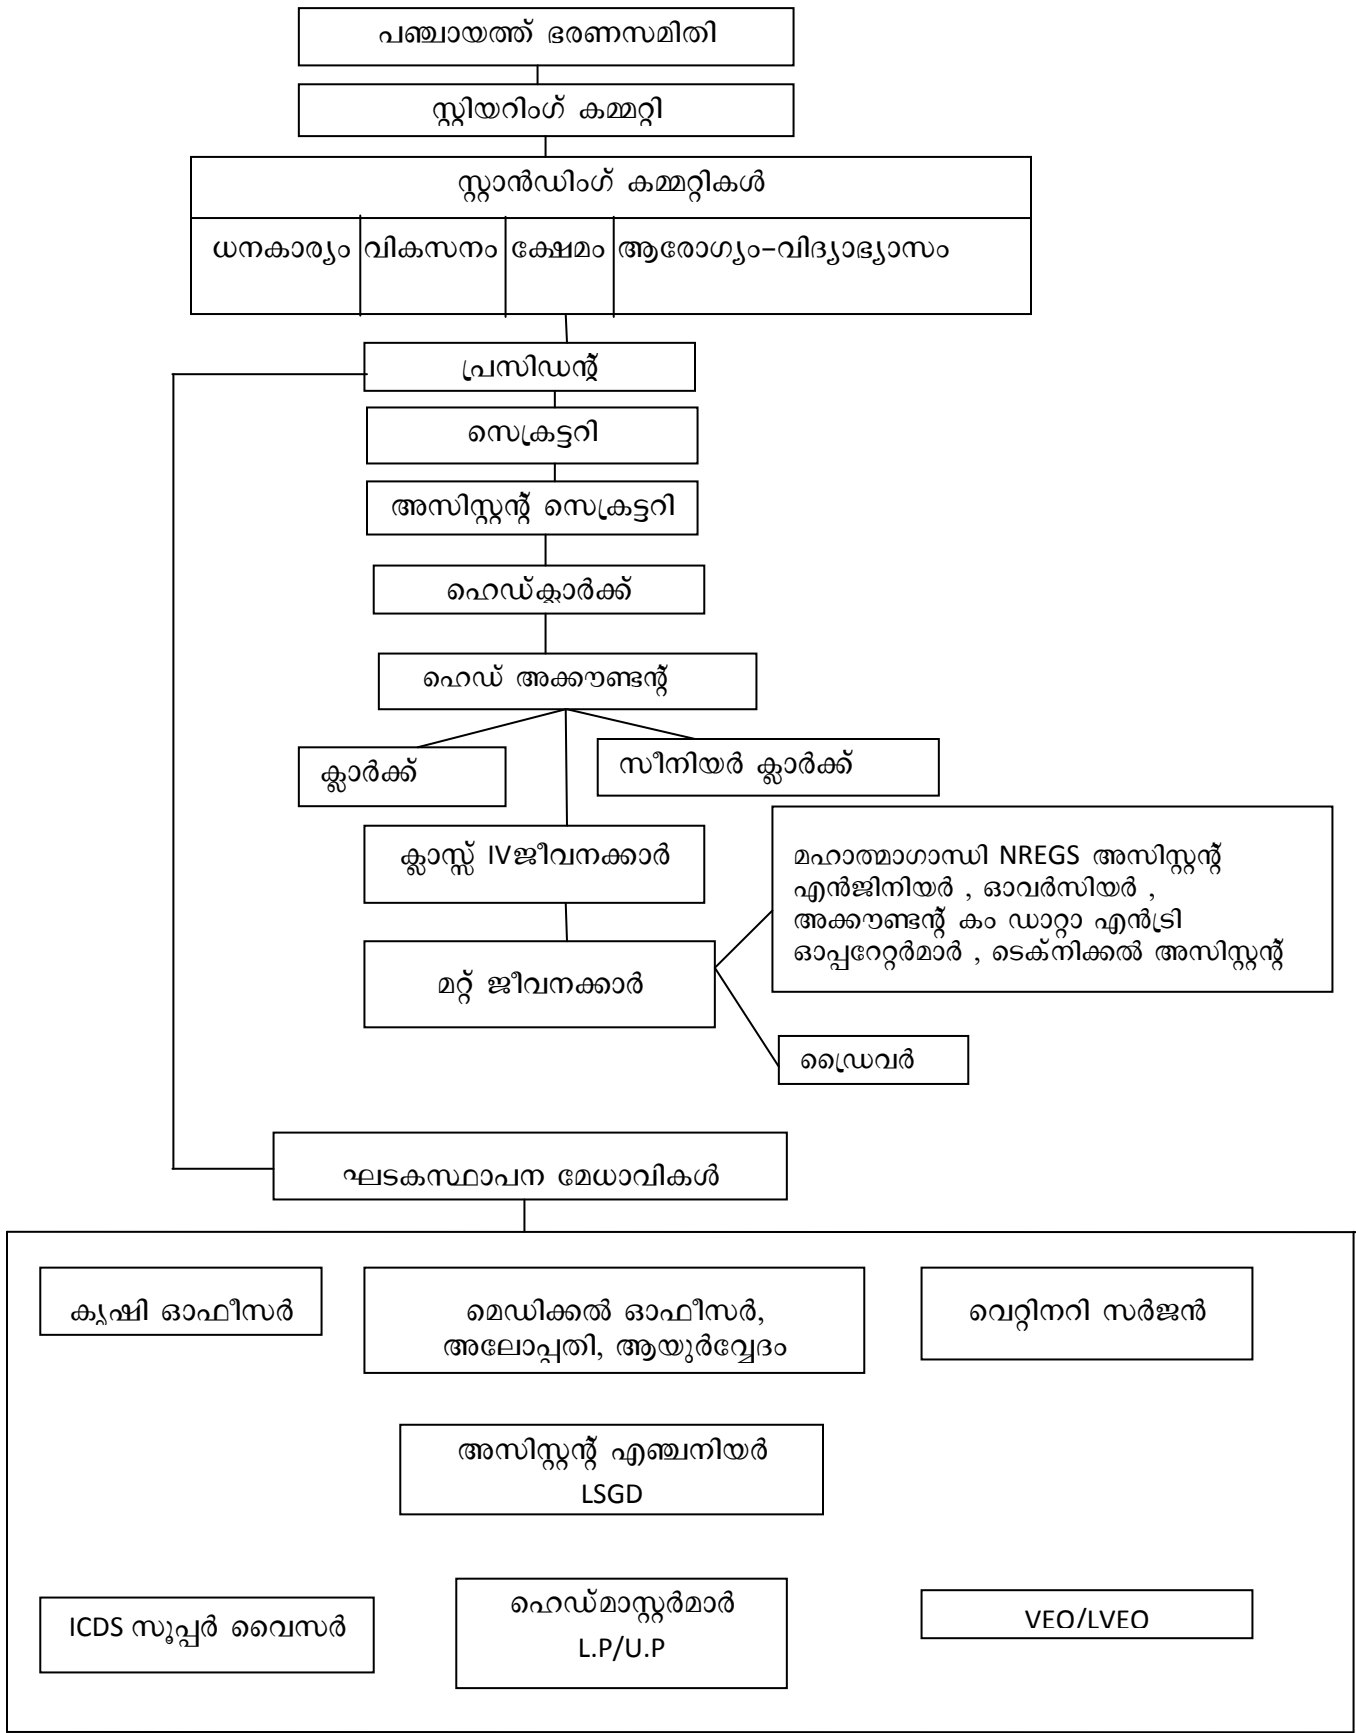 പഞ്ചായത്ത് ഭരണസമിതി
സ്റ്റിയറിംഗ് കമ്മറ്റി
സ്റ്റാൻഡിംഗ് കമ്മറ്റികൾ
ധനകാര്യം വികസനം ക്ഷേമം ആരോഗ്യം-വിദ്യാഭ്യാസം
പ്രസിഡന്റ്
സെക്രട്ടറി
അസിസ്റ്റന്റ് സെക്രട്ടറി
ഹെഡ്ക്ലാർക്ക്
ഹെഡ് അക്കൗണ്ടന്റ്
ക്ലാർക്ക്
സീനിയർ ക്ലാർക്ക്
ക്ലാസ്സ് IVജീവനക്കാർ
മഹാത്മാഗാന്ധി NREGS അസിസ്റ്റന്റ്
എൻജിനിയർ , ഓവർസിയർ ,
അക്കൗണ്ടന്റ് കം ഡാറ്റാ എൻട്രി
ഓപ്പറേറ്റർമാർ , ടെക്നിക്കൽ അസിസ്റ്റന്റ്
മറ്റ് ജീവനക്കാർ
ഡ്രൈവർ
ഘടകസ്ഥാപന മേധാവികൾ
കൃഷി ഓഫീസർ
മെഡിക്കൽ ഓഫീസർ,
അലോപ്പതി, ആയുർവ്വേദം
വെറ്റിനറി സർജൻ
അസിസ്റ്റന്റ് എഞ്ചനിയർ
LSGD
ICDS സൂപ്പർ വൈസർ
ഹെഡ്മാസ്റ്റർമാർ
L.P/U.P
VEO/LVEO